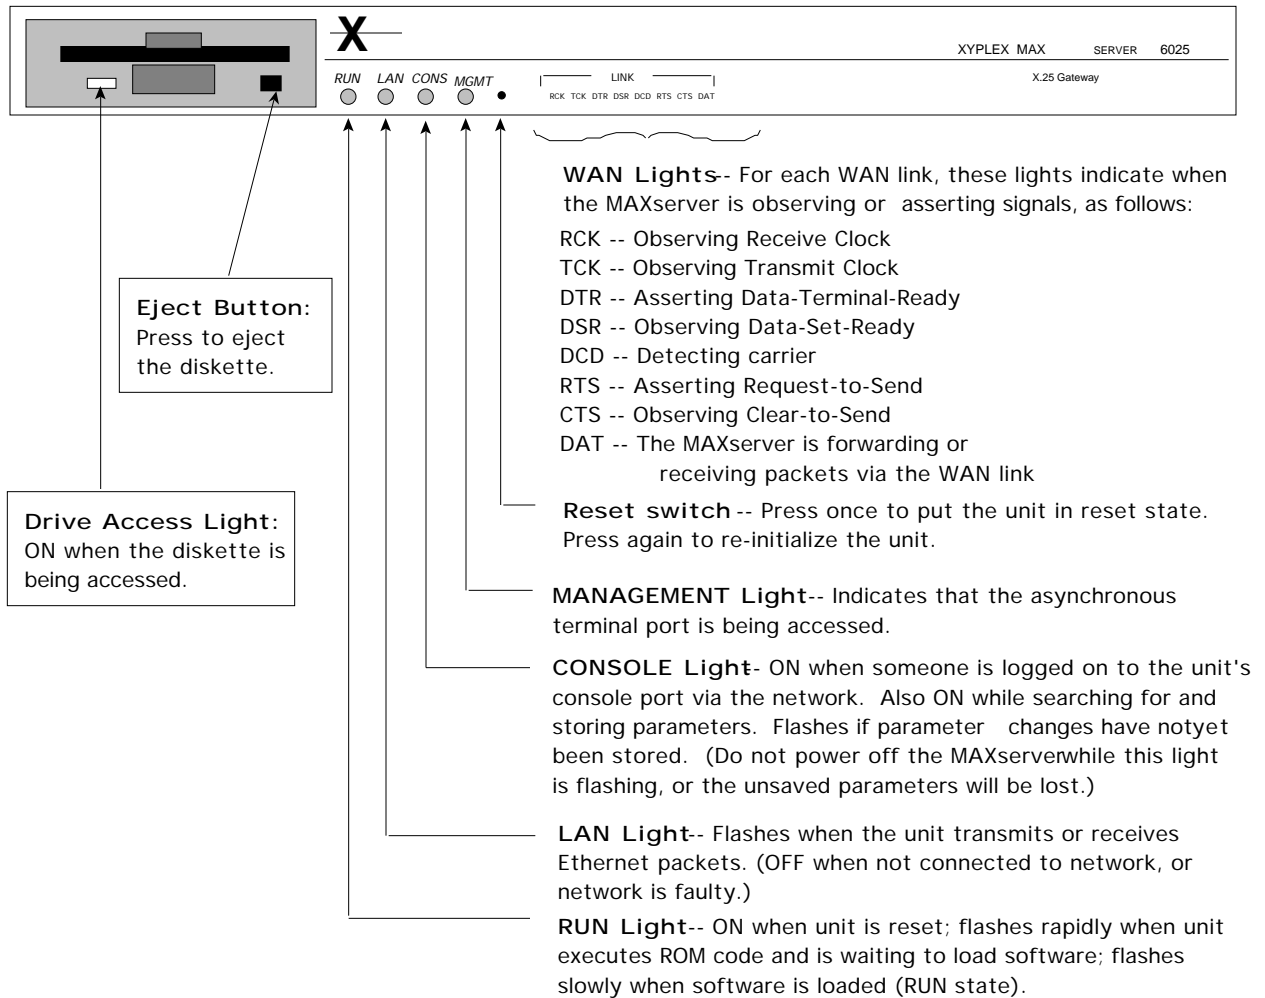 X
XYPLEX MAX SERVER 6025
X.25 Gateway
RUN LAN CONS MGMT
LINK
RCK TCK DTR DSR DCD RTS CTS DAT
WAN Lights-- For each WAN link, these lights indicate when
the MAXserver is observing or asserting signals, as follows:
RCK -- Observing Receive Clock
TCK -- Observing Transmit Clock
DTR -- Asserting Data-Terminal-Ready
DSR -- Observing Data-Set-Ready
DCD -- Detecting carrier
RTS -- Asserting Request-to-Send
CTS -- Observing Clear-to-Send
DAT -- The MAXserver is forwarding or
receiving packets via the WAN link
Eject Button:
Press to eject
the diskette.
Drive Access Light:
ON when the diskette is
being accessed.
Reset switch -- Press once to put the unit in reset state.
Press again to re-initialize the unit.
MANAGEMENT Light-- Indicates that the asynchronous
terminal port is being accessed.
CONSOLE Light- ON when someone is logged on to the unit's
console port via the network. Also ON while searching for and
storing parameters. Flashes if parameter changes have notyet
been stored. (Do not power off the MAXserverwhile this light
is flashing, or the unsaved parameters will be lost.)
LAN Light-- Flashes when the unit transmits or receives
Ethernet packets. (OFF when not connected to network, or
network is faulty.)
RUN Light-- ON when unit is reset; flashes rapidly when unit
executes ROM code and is waiting to load software; flashes
slowly when software is loaded (RUN state).